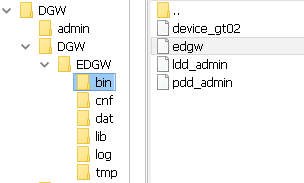 DGW
admin
DGW
EDGW
bin
cnf
dat
lib
log
tmp
..
device_gt02
edgw
ldd_admin
pdd_admin